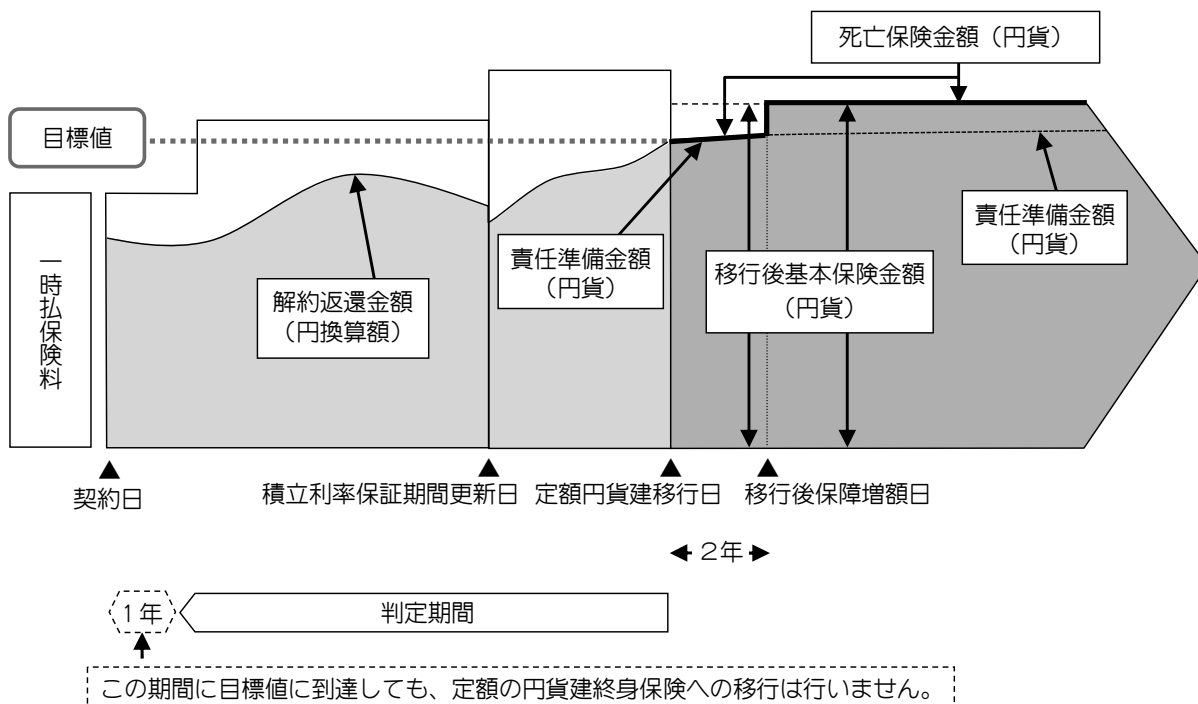 死亡保険金額（円貨）
目標値
一時払保険料
解約返還金額
（円換算額）
責任準備金額
（円貨）
移行後基本保険金額
（円貨）
責任準備金額
（円貨）
契約日
積立利率保証期間更新日
定額円貨建移行日
移行後保障増額日
2年
1年
判定期間
この期間に目標値に到達しても、定額の円貨建終身保険への移行は行いません。